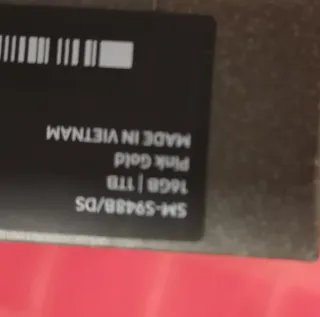 SM-S948B/DS
16GB | 1TB
Pink Gold
MADE IN VIETNAM